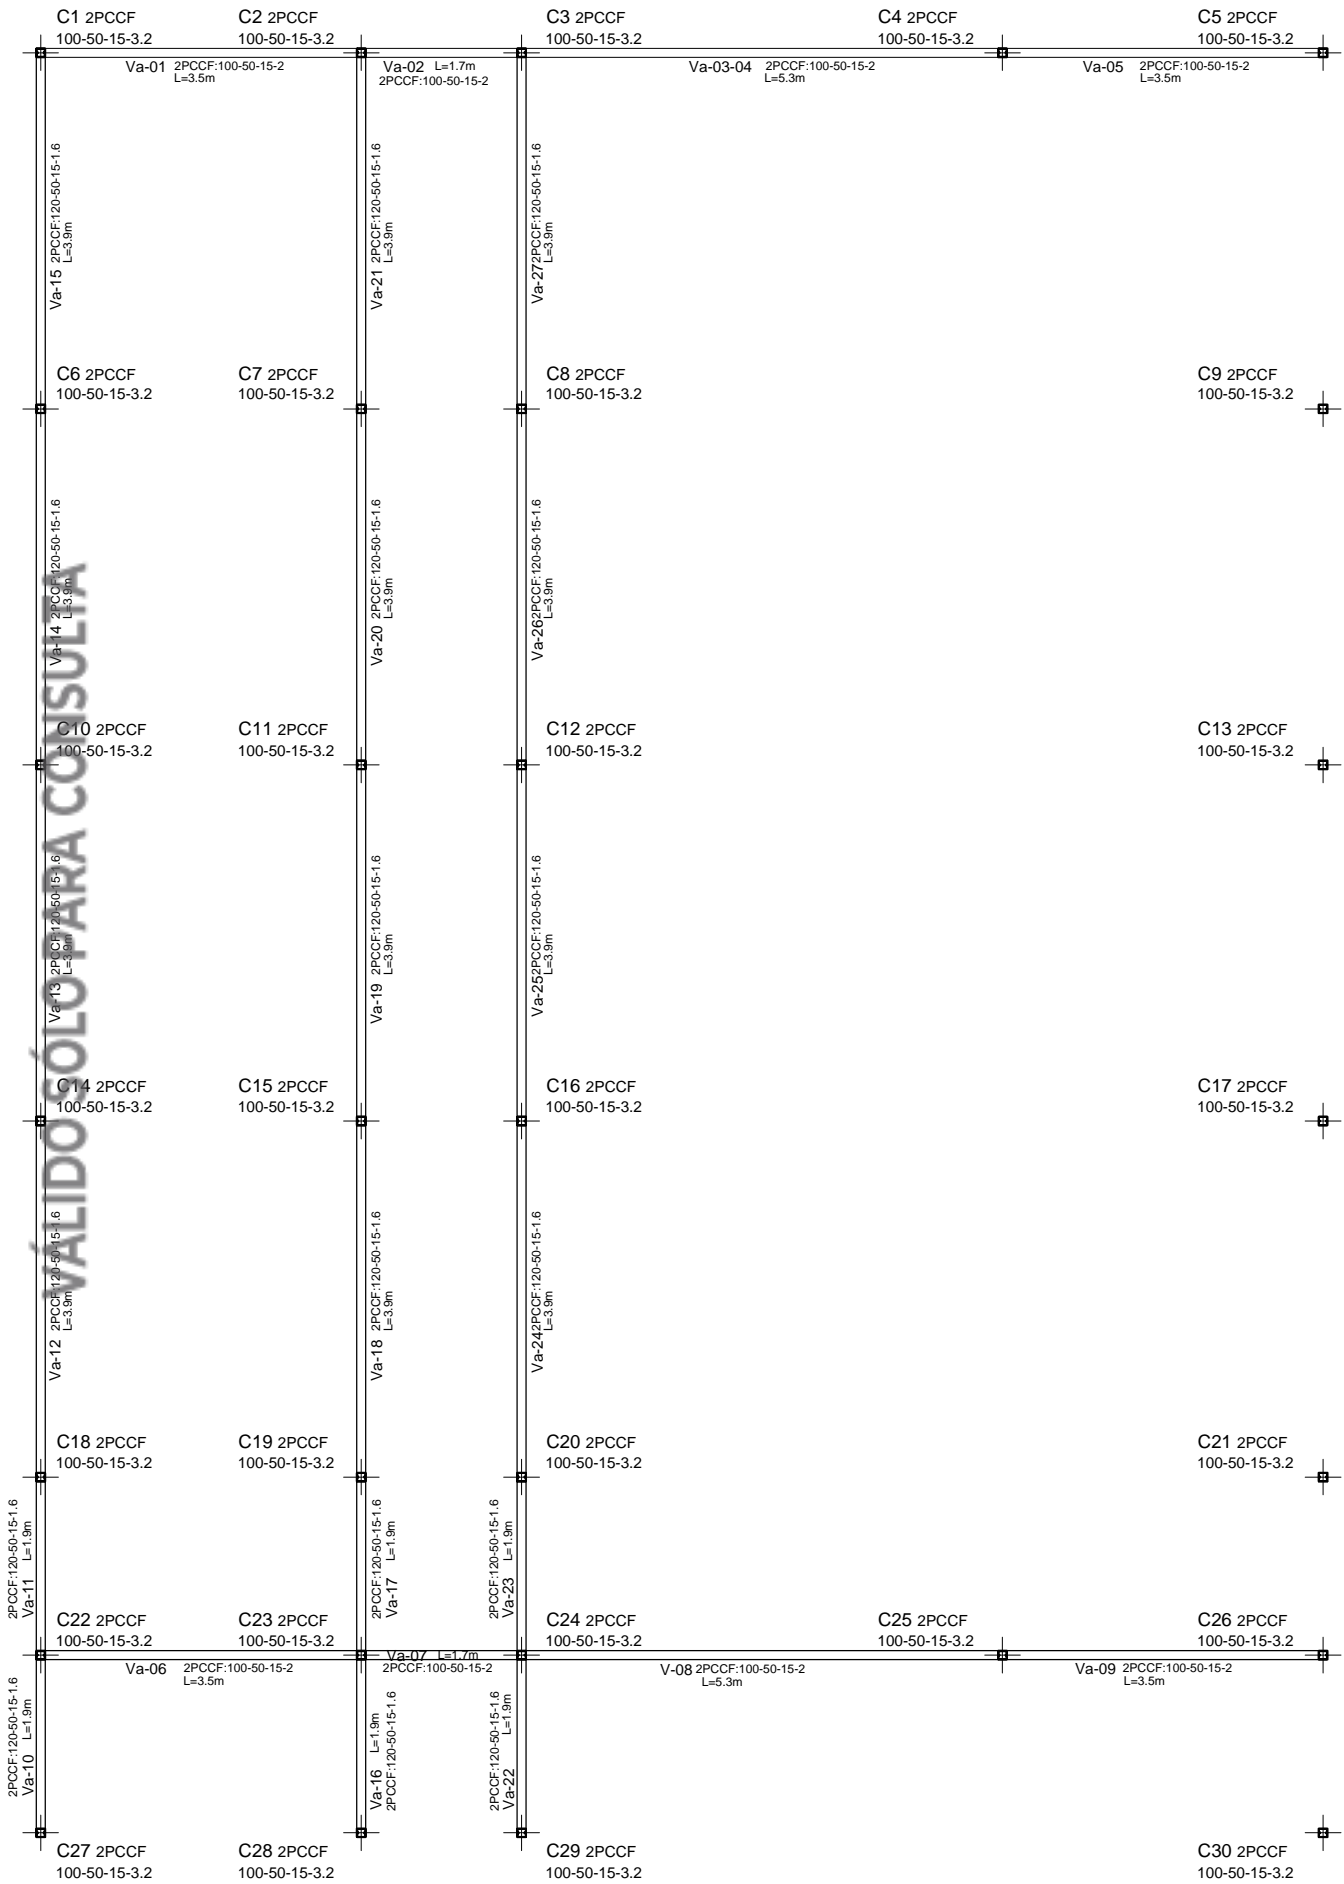 C1 2PCCF
100-50-15-3.2
C2 2PCCF
100-50-15-3.2
C3 2PCCF
100-50-15-3.2
C4 2PCCF
100-50-15-3.2
C5 2PCCF
100-50-15-3.2
Va-01 2PCCF:100-50-15-2
L=3.5m
Va-02 L=1.7m
2PCCF:100-50-15-2
Va-03-04 2PCCF:100-50-15-2
L=5.3m
Va-05 2PCCF:100-50-15-2
L=3.5m
Va-15 2PCCF:120-50-15-1.6
L=3.9m
Va-21 2PCCF:120-50-15-1.6
L=3.9m
Va-27 2PCCF:120-50-15-1.6
L=3.9m
C6 2PCCF
100-50-15-3.2
C7 2PCCF
100-50-15-3.2
C8 2PCCF
100-50-15-3.2
C9 2PCCF
100-50-15-3.2
Va-14 2PCCF:120-50-15-1.6
L=3.9m
Va-20 2PCCF:120-50-15-1.6
L=3.9m
Va-26 2PCCF:120-50-15-1.6
L=3.9m
VÁLIDO SÓLO PARA CONSULTA
C10 2PCCF
100-50-15-3.2
C11 2PCCF
100-50-15-3.2
C12 2PCCF
100-50-15-3.2
C13 2PCCF
100-50-15-3.2
Va-13 2PCCF:120-50-15-1.6
L=3.9m
Va-19 2PCCF:120-50-15-1.6
L=3.9m
Va-25 2PCCF:120-50-15-1.6
L=3.9m
C14 2PCCF
100-50-15-3.2
C15 2PCCF
100-50-15-3.2
C16 2PCCF
100-50-15-3.2
C17 2PCCF
100-50-15-3.2
Va-12 2PCCF:120-50-15-1.6
L=3.9m
Va-18 2PCCF:120-50-15-1.6
L=3.9m
Va-24 2PCCF:120-50-15-1.6
L=3.9m
C18 2PCCF
100-50-15-3.2
C19 2PCCF
100-50-15-3.2
C20 2PCCF
100-50-15-3.2
C21 2PCCF
100-50-15-3.2
2PCCF:120-50-15-1.6
Va-11 L=1.9m
2PCCF:120-50-15-1.6
Va-17 L=1.9m
2PCCF:120-50-15-1.6
Va-23 L=1.9m
C22 2PCCF
100-50-15-3.2
C23 2PCCF
100-50-15-3.2
C24 2PCCF
100-50-15-3.2
C25 2PCCF
100-50-15-3.2
C26 2PCCF
100-50-15-3.2
Va-06 2PCCF:100-50-15-2
L=3.5m
Va-07 L=1.7m
2PCCF:100-50-15-2
V-08 2PCCF:100-50-15-2
L=5.3m
Va-09 2PCCF:100-50-15-2
L=3.5m
2PCCF:120-50-15-1.6
Va-10 L=1.9m
Va-16 L=1.9m
2PCCF:120-50-15-1.6
2PCCF:120-50-15-1.6
Va-22 L=1.9m
C27 2PCCF
100-50-15-3.2
C28 2PCCF
100-50-15-3.2
C29 2PCCF
100-50-15-3.2
C30 2PCCF
100-50-15-3.2